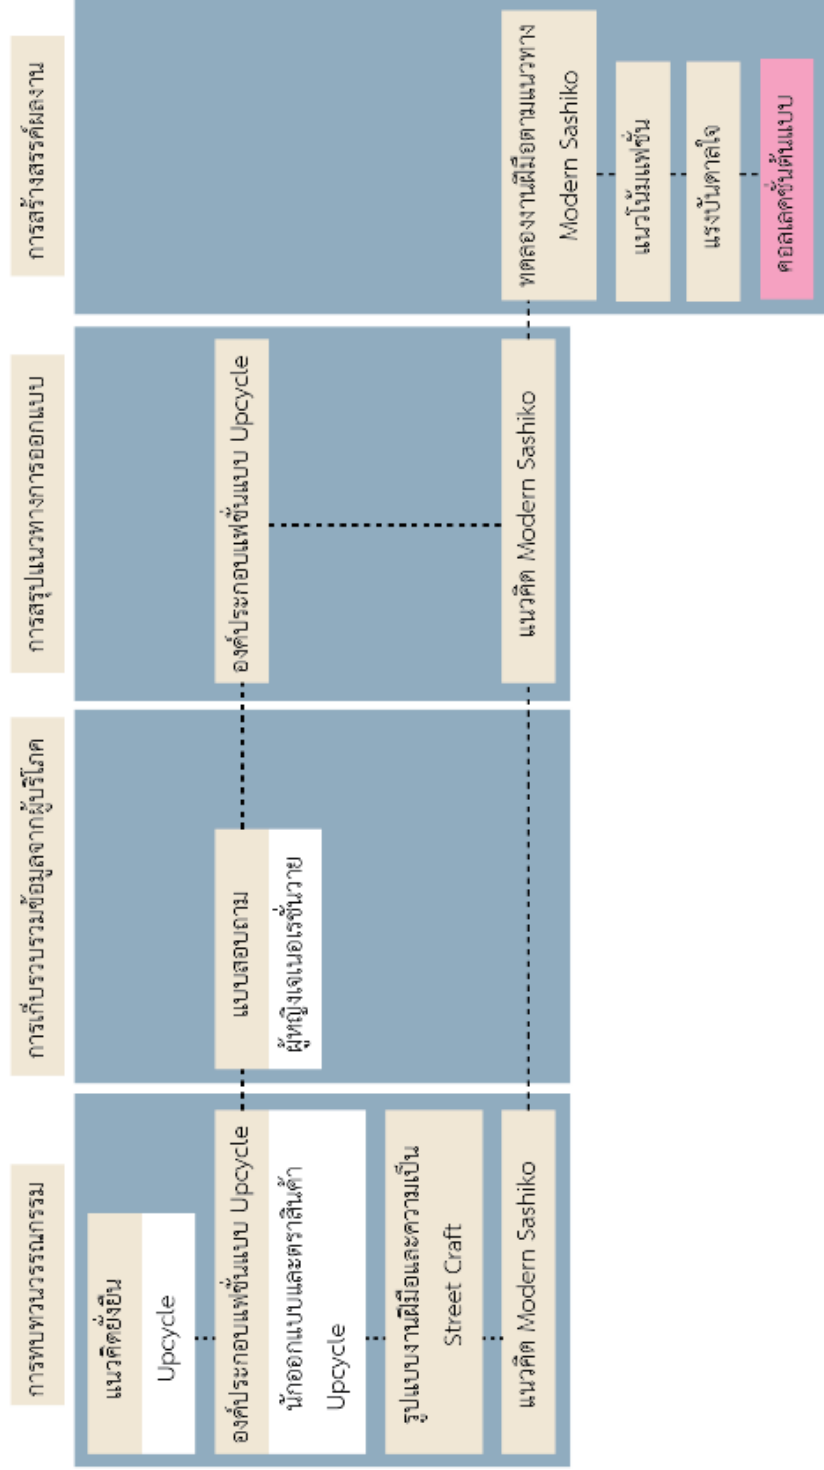 การทบทวนวรรณกรรม
แนวคิดยั่งยืน
Upcycle
องค์ประกอบแฟชั่นแบบ Upcycle
นักออกแบบและตราสินค้า
Upcycle
รูปแบบงานฝีมือและความเป็น
Street Craft
แนวคิด Modern Sashiko
การเก็บรวบรวมข้อมูลจากผู้บริโภค
แบบสอบถาม
ผู้หญิงเจเนอเรชั่นวาย
การสรุปแนวทางการออกแบบ
องค์ประกอบแฟชั่นแบบ Upcycle
แนวคิด Modern Sashiko
การสร้างสรรค์ผลงาน
ทดลองงานฝีมือตามแนวทาง
Modern Sashiko
แนวโน้มแฟชั่น
แรงบันดาลใจ
คอลเลคชั่นต้นแบบ